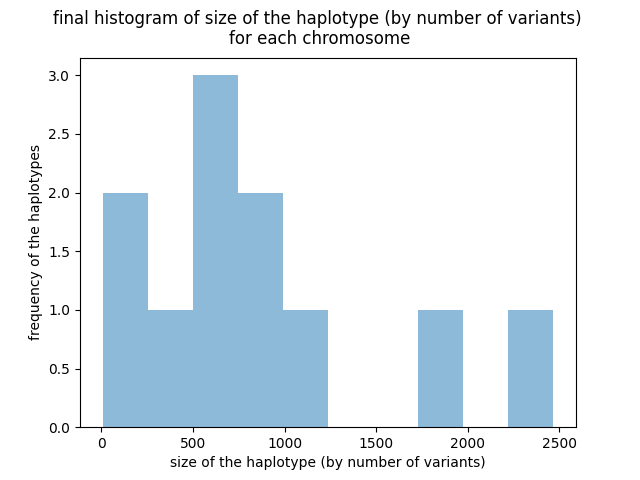 final histogram of size of the haplotype (by number of variants)
for each chromosome
frequency of the haplotypes
3.0
2.5
2.0
1.5
1.0
0.5
0.0
0 500 1000 1500 2000 2500
size of the haplotype (by number of variants)